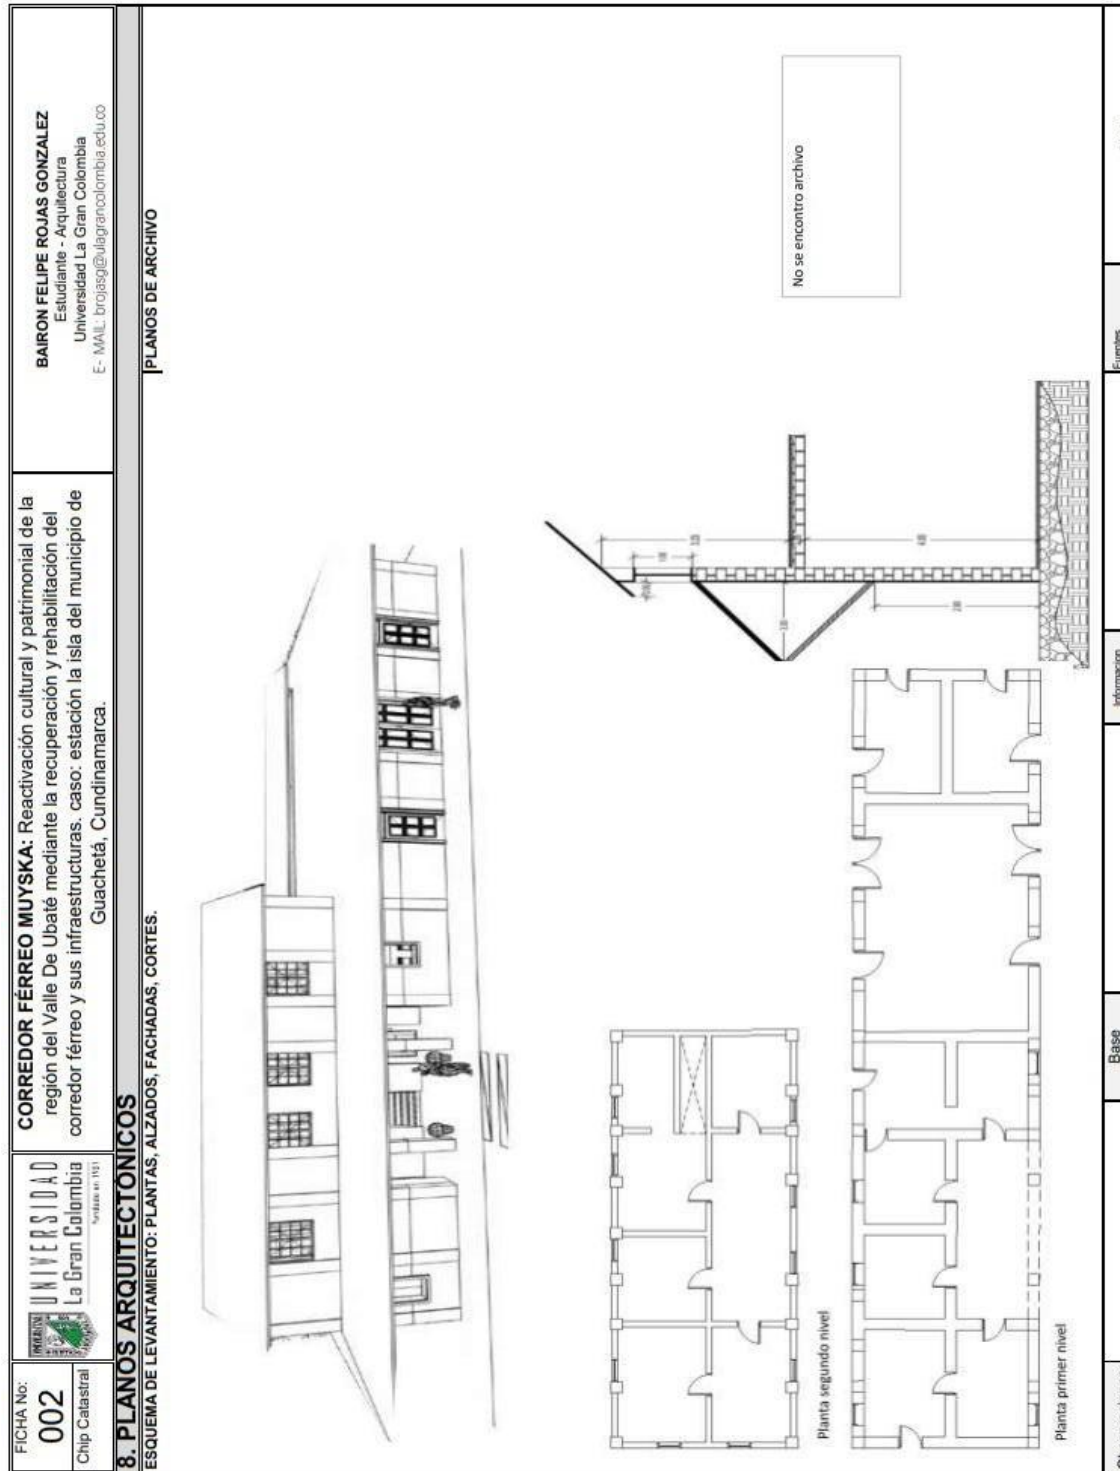 FICHA No:
002
Chip Catastral
UNIVERSIDAD
La Gran Colombia
Fundada en 1951
CORREDOR FÉRREO MUYSKA: Reactivación cultural y patrimonial de la
región del Valle De Ubaté mediante la recuperación y rehabilitación del
corredor férreo y sus infraestructuras. caso: estación la isla del municipio de
Guachetá, Cundinamarca.
BAIRON FELIPE ROJAS GONZALEZ
Estudiante - Arquitectura
Universidad La Gran Colombia
E- MAIL: brojasg@ulagrancolombia.edu.co
8. PLANOS ARQUITECTÓNICOS
ESQUEMA DE LEVANTAMIENTO: PLANTAS, ALZADOS, FACHADAS, CORTES.
PLANOS DE ARCHIVO
No se encontro archivo
Planta segundo nivel
Planta primer nivel
Base
Informacion
Fuentes